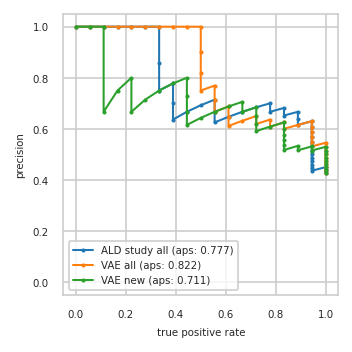 1.0
0.8
0.6
0.4
0.2
0.0
precision
ALD study all (aps: 0.777)
VAE all (aps: 0.822)
VAE new (aps: 0.711)
0.0 0.2 0.4 0.6 0.8 1.0
true positive rate